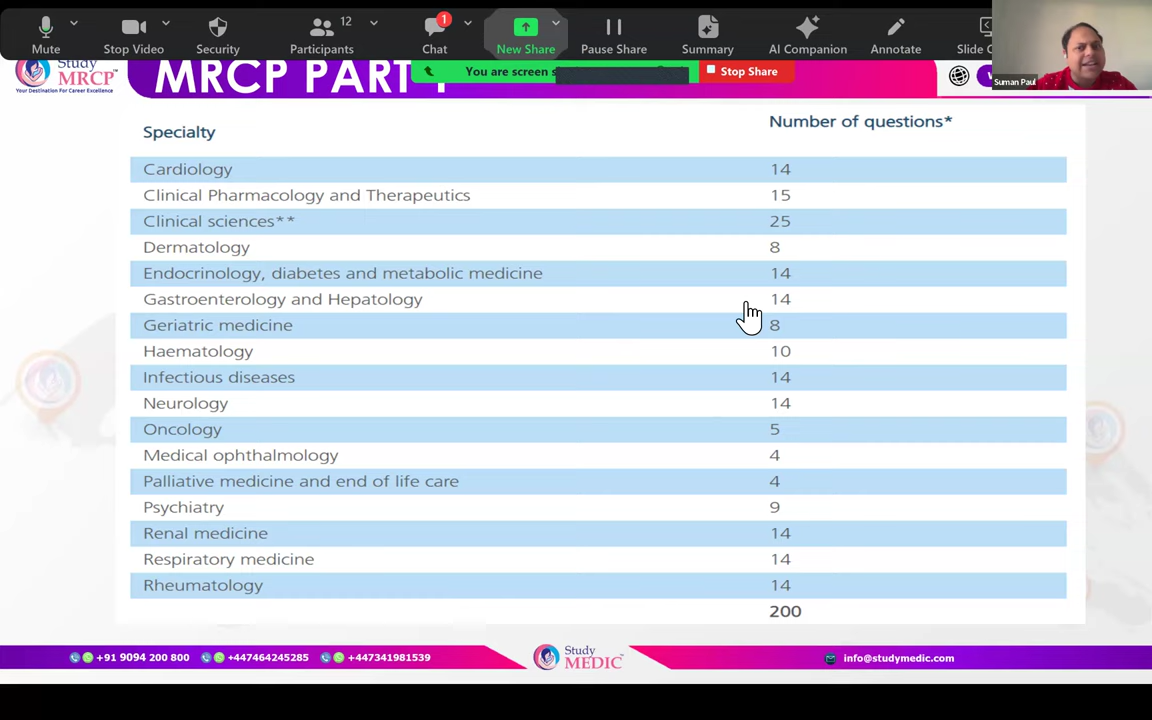 Mute
Stop Video
Security
Participants
12
Chat
1
New Share
Pause Share
Summary
AI Companion
Annotate
Slide
Suman Paul
Study
MRCP
Your Destination For Career Excellence
MRCP PART
You are screen
Stop Share
Specialty Number of questions*
Cardiology 14
Clinical Pharmacology and Therapeutics 15
Clinical sciences** 25
Dermatology 8
Endocrinology, diabetes and metabolic medicine 14
Gastroenterology and Hepatology 14
Geriatric medicine 8
Haematology 10
Infectious diseases 14
Neurology 14
Oncology 5
Medical ophthalmology 4
Palliative medicine and end of life care 4
Psychiatry 9
Renal medicine 14
Respiratory medicine 14
Rheumatology 14
200
+91 9094 200 800 +447464245285 +447341981539
Study
MEDIC
info@studymedic.com